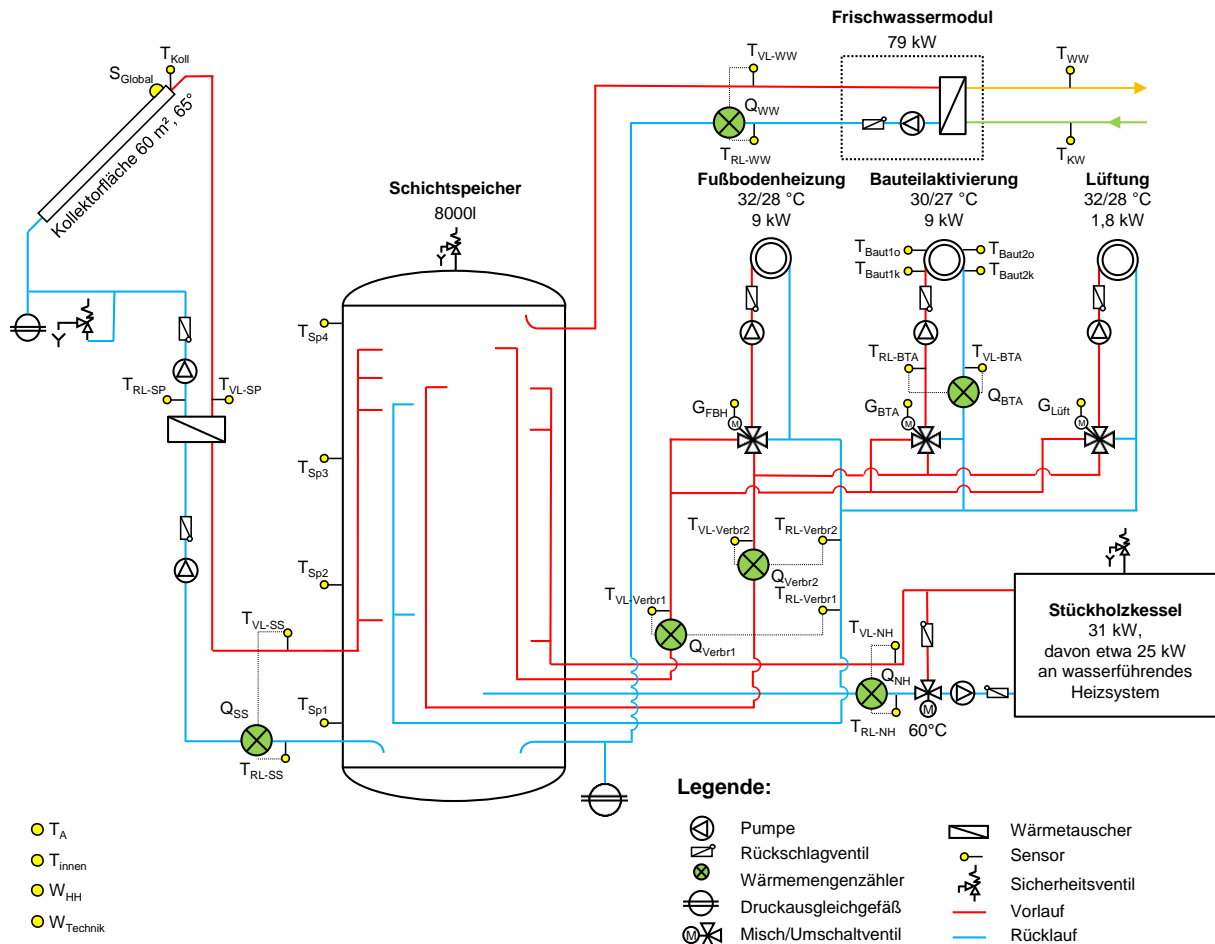 Frischwassermodul
79 kW
T_VL-WW
T_WW
T_Koll
S_Global
Q_WW
T_RL-WW
T_KW
Kollektorfläche 60 m², 65°
Schichtspeicher
8000l
Fußbodenheizung
32/28 °C
9 kW
Bauteilaktivierung
30/27 °C
9 kW
Lüftung
32/28 °C
1,8 kW
T_Baut1o
T_Baut2o
T_Baut1k
T_Baut2k
T_Sp4
T_RL-BTA
T_VL-BTA
T_RL-SP
T_VL-SP
Q_BTA
G_FBH
M
G_BTA
M
G_Lüft
M
T_Sp3
T_VL-Verbr2
T_RL-Verbr2
Q_Verbr2
T_Sp2
T_VL-Verbr1
T_RL-Verbr1
Q_Verbr1
T_VL-SS
T_VL-NH
Q_NH
T_RL-NH
M
60°C
Stückholzkessel
31 kW,
davon etwa 25 kW
an wasserführendes
Heizsystem
T_Sp1
Q_SS
T_RL-SS
T_A
T_innen
W_HH
W_Technik
Legende:
Pumpe
Rückschlagventil
Wärmemengenzähler
Druckausgleichgefäß
M
Misch/Umschaltventil
Wärmetauscher
Sensor
Sicherheitsventil
Vorlauf
Rücklauf